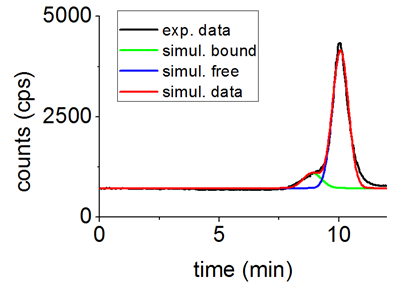 5000
2500
0
counts (cps)
exp. data
simul. bound
simul. free
simul. data
0
5
10
time (min)